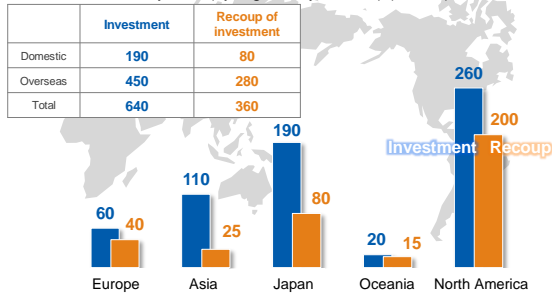 Investment Recoup of investment
Domestic 190 80
Overseas 450 280
Total 640 360
260
200
190
Investment Recoup
110
80
60
40
25
20
15
Europe Asia Japan Oceania North America